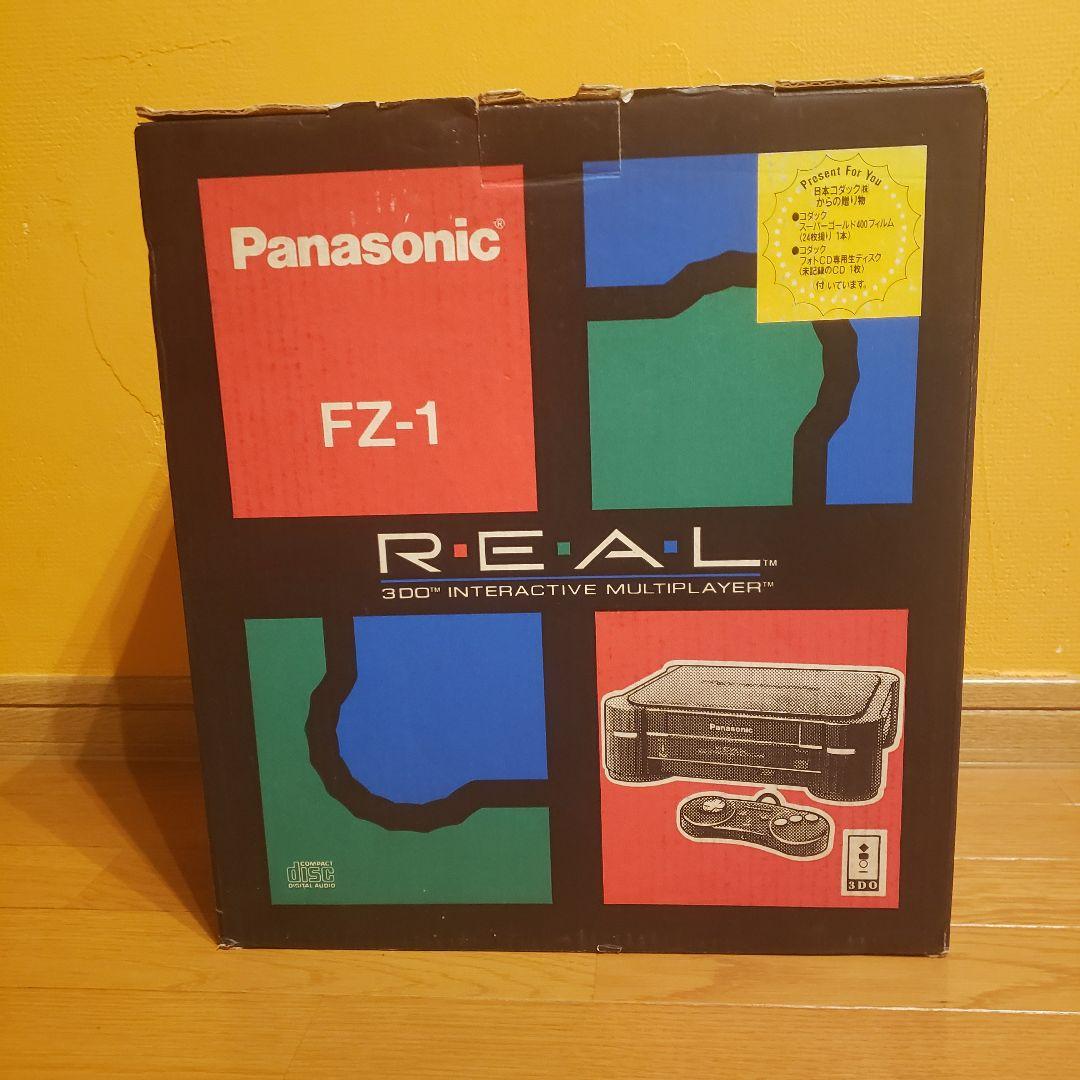 Panasonic®
FZ-1
Present For You
日本コダック㈱
からの贈り物
●コダック
スーパーゴールド400フィルム
(24枚撮り 1本)
●コダック
フォトCD専用生ディスク
(未記録のCD 1枚)
付いています。
R·E·A·L™
3DO™ INTERACTIVE MULTIPLAYER™
Panasonic
COMPACT
disc
DIGITAL AUDIO
3DO